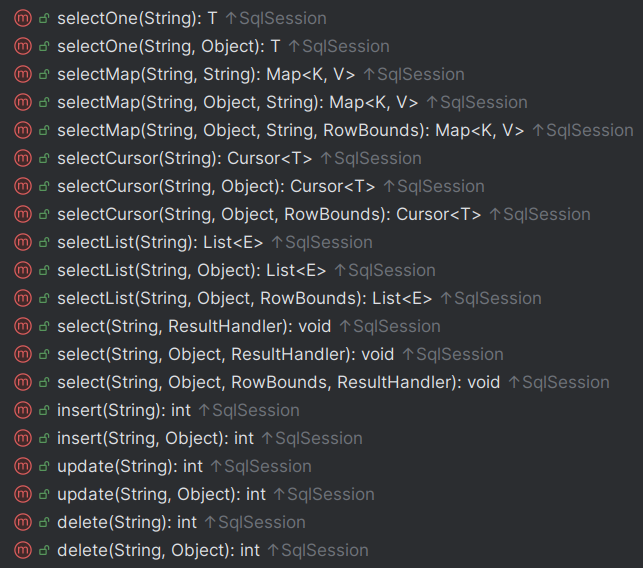 m selectOne(String): T ↑SqlSession
m selectOne(String, Object): T ↑SqlSession
m selectMap(String, String): Map<K, V> ↑SqlSession
m selectMap(String, Object, String): Map<K, V> ↑SqlSession
m selectMap(String, Object, String, RowBounds): Map<K, V> ↑SqlSession
m selectCursor(String): Cursor<T> ↑SqlSession
m selectCursor(String, Object): Cursor<T> ↑SqlSession
m selectCursor(String, Object, RowBounds): Cursor<T> ↑SqlSession
m selectList(String): List<E> ↑SqlSession
m selectList(String, Object): List<E> ↑SqlSession
m selectList(String, Object, RowBounds): List<E> ↑SqlSession
m select(String, ResultHandler): void ↑SqlSession
m select(String, Object, ResultHandler): void ↑SqlSession
m select(String, Object, RowBounds, ResultHandler): void ↑SqlSession
m insert(String): int ↑SqlSession
m insert(String, Object): int ↑SqlSession
m update(String): int ↑SqlSession
m update(String, Object): int ↑SqlSession
m delete(String): int ↑SqlSession
m delete(String, Object): int ↑SqlSession